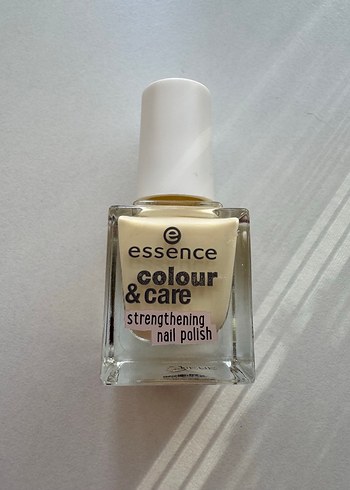 essence
colour
& care
strengthening
nail polish